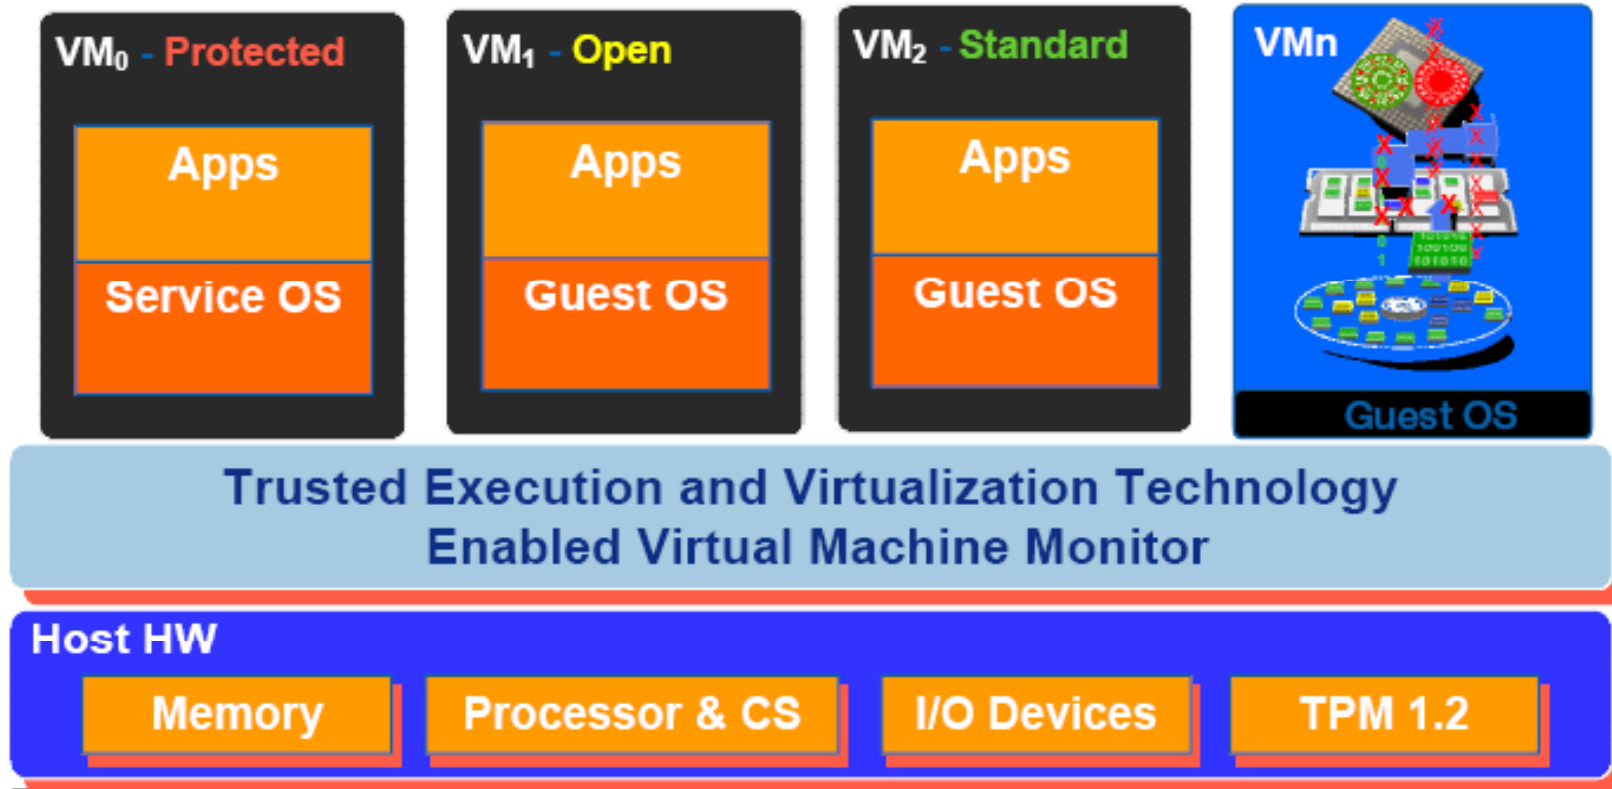 VM₀ - Protected
Apps
Service OS
VM₁ - Open
Apps
Guest OS
VM₂ - Standard
Apps
Guest OS
VMn
101010
Guest OS
Trusted Execution and Virtualization Technology
Enabled Virtual Machine Monitor
Host HW
Memory
Processor & CS
I/O Devices
TPM 1.2